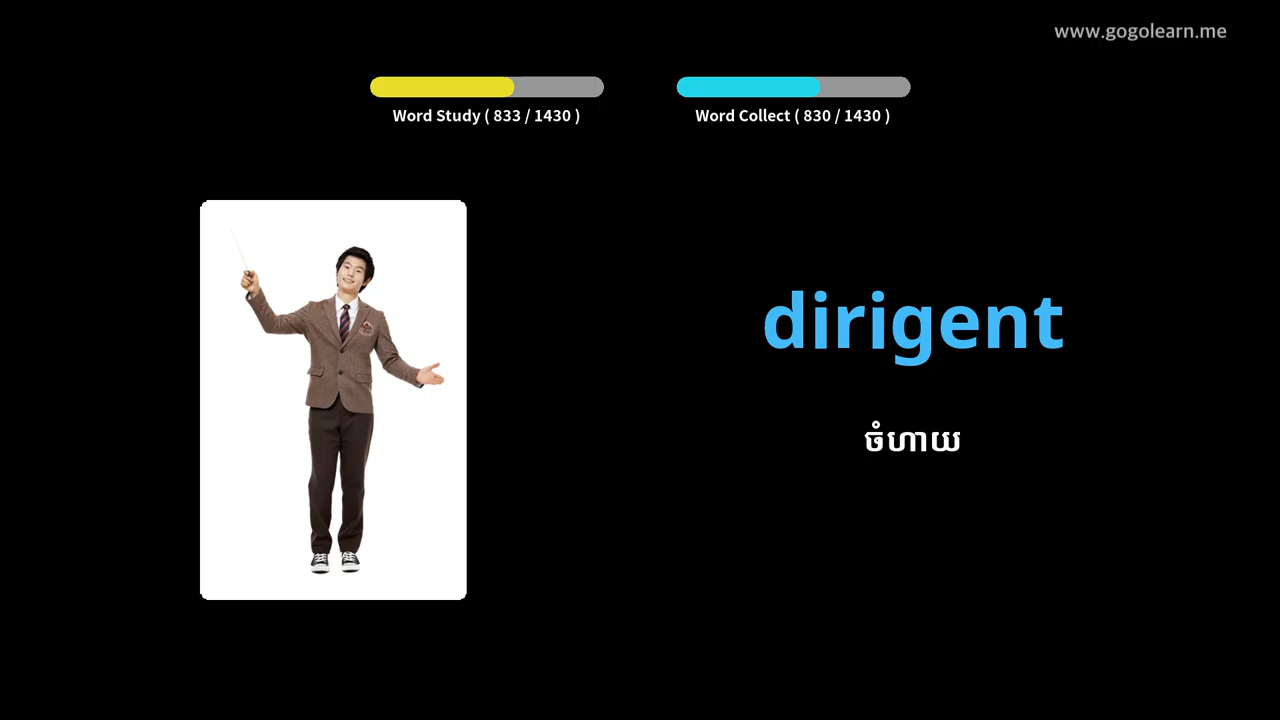 www.gogolearn.me
Word Study ( 833 / 1430 )
Word Collect ( 830 / 1430 )
dirigent
ចំហាយ